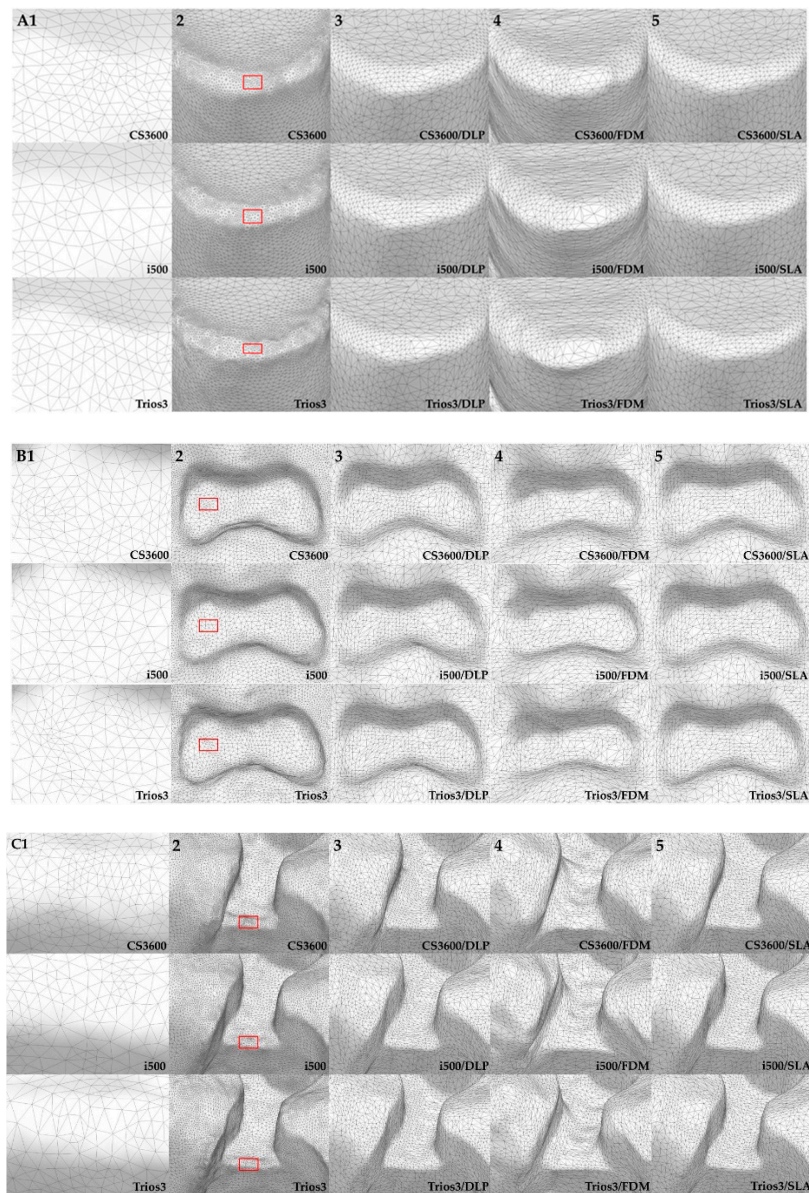 A1 2 3 4 5
CS3600 CS3600 CS3600/DLP CS3600/FDM CS3600/SLA
i500 i500 i500/DLP i500/FDM i500/SLA
Trios3 Trios3 Trios3/DLP Trios3/FDM Trios3/SLA
B1 2 3 4 5
CS3600 CS3600 CS3600/DLP CS3600/FDM CS3600/SLA
i500 i500 i500/DLP i500/FDM i500/SLA
Trios3 Trios3 Trios3/DLP Trios3/FDM Trios3/SLA
C1 2 3 4 5
CS3600 CS3600 CS3600/DLP CS3600/FDM CS3600/SLA
i500 i500 i500/DLP i500/FDM i500/SLA
Trios3 Trios3 Trios3/DLP Trios3/FDM Trios3/SLA